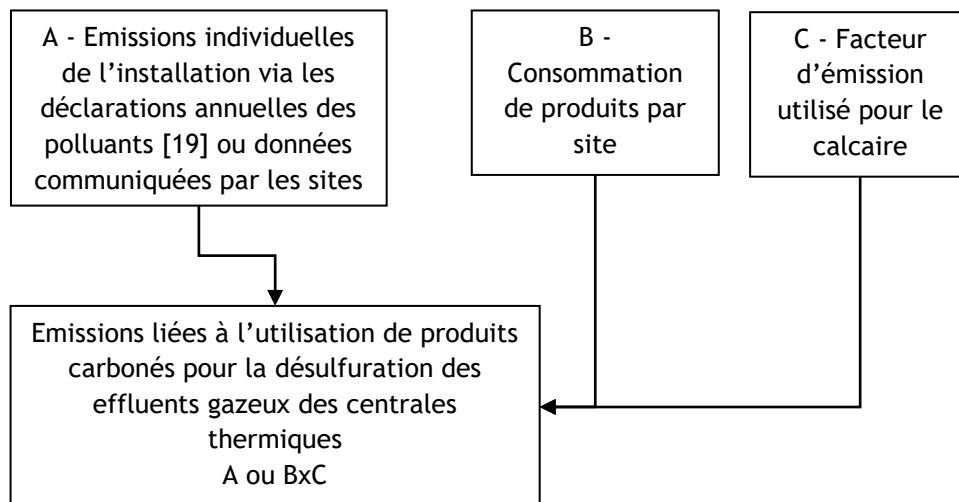 A - Emissions individuelles
de l’installation via les
déclarations annuelles des
polluants [19] ou données
communiquées par les sites
B -
Consommation
de produits par
site
C - Facteur
d’émission
utilisé pour le
calcaire
Emissions liées à l’utilisation de produits
carbonés pour la désulfuration des
effluents gazeux des centrales
thermiques
A ou BxC